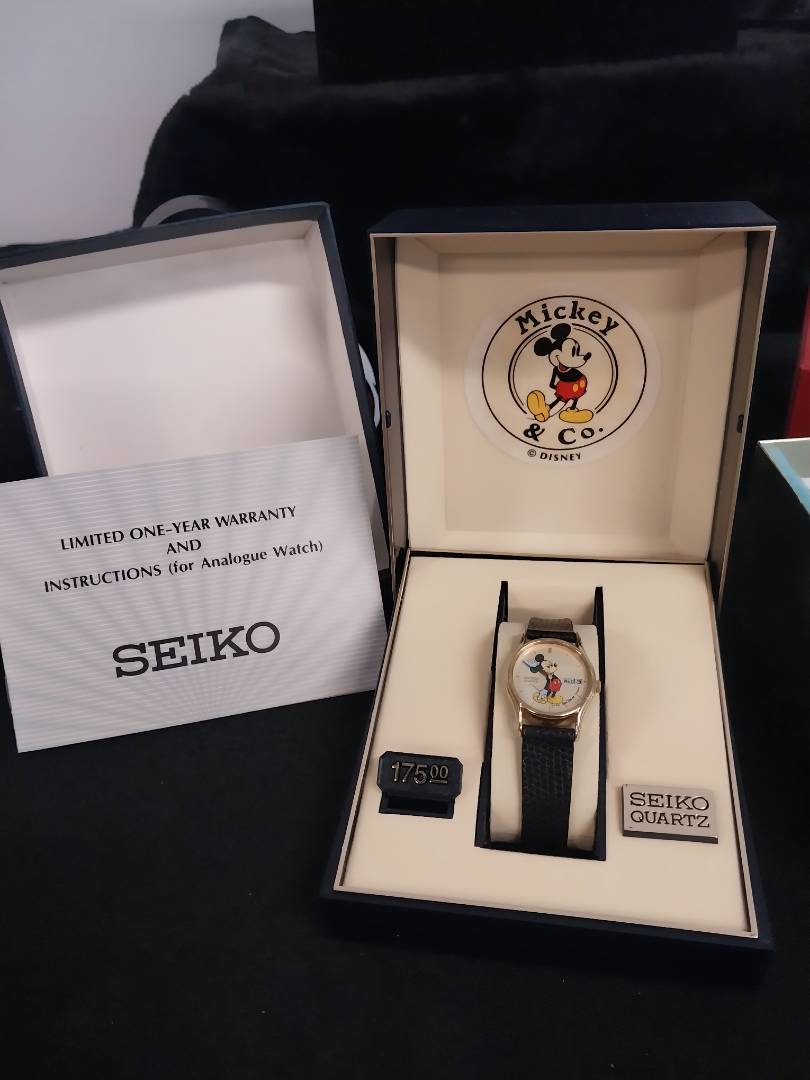 LIMITED ONE-YEAR WARRANTY
AND
INSTRUCTIONS (for Analogue Watch)
SEIKO
Mickey
& Co.
© DISNEY
175.00
SEIKO
QUARTZ